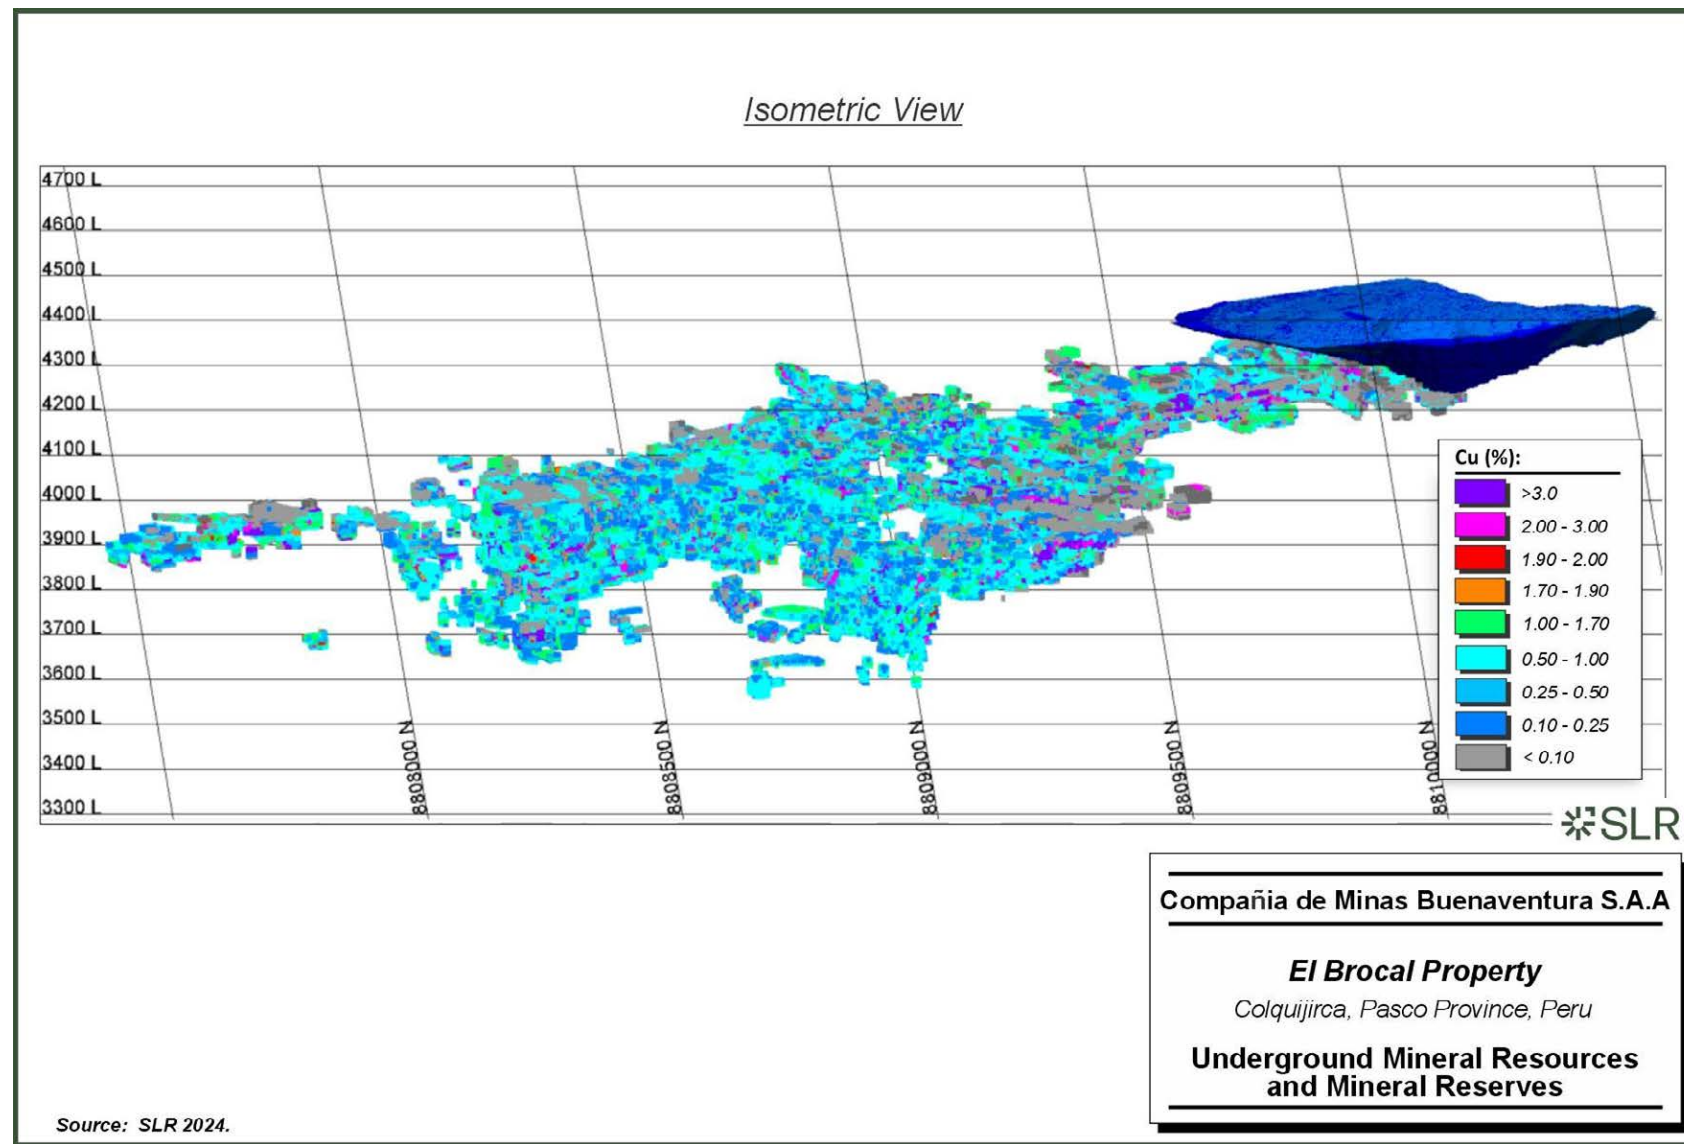 Isometric View
4700 L
4600 L
4500 L
4400 L
4300 L
4200 L
4100 L
4000 L
3900 L
3800 L
3700 L
3600 L
3500 L
3400 L
3300 L
8808000 N
8808500 N
8809000 N
8809500 N
8810000 N
Cu (%):
>3.0
2.00 - 3.00
1.90 - 2.00
1.70 - 1.90
1.00 - 1.70
0.50 - 1.00
0.25 - 0.50
0.10 - 0.25
< 0.10
SLR
Compañia de Minas Buenaventura S.A.A
El Brocal Property
Colquijirca, Pasco Province, Peru
Underground Mineral Resources
and Mineral Reserves
Source: SLR 2024.